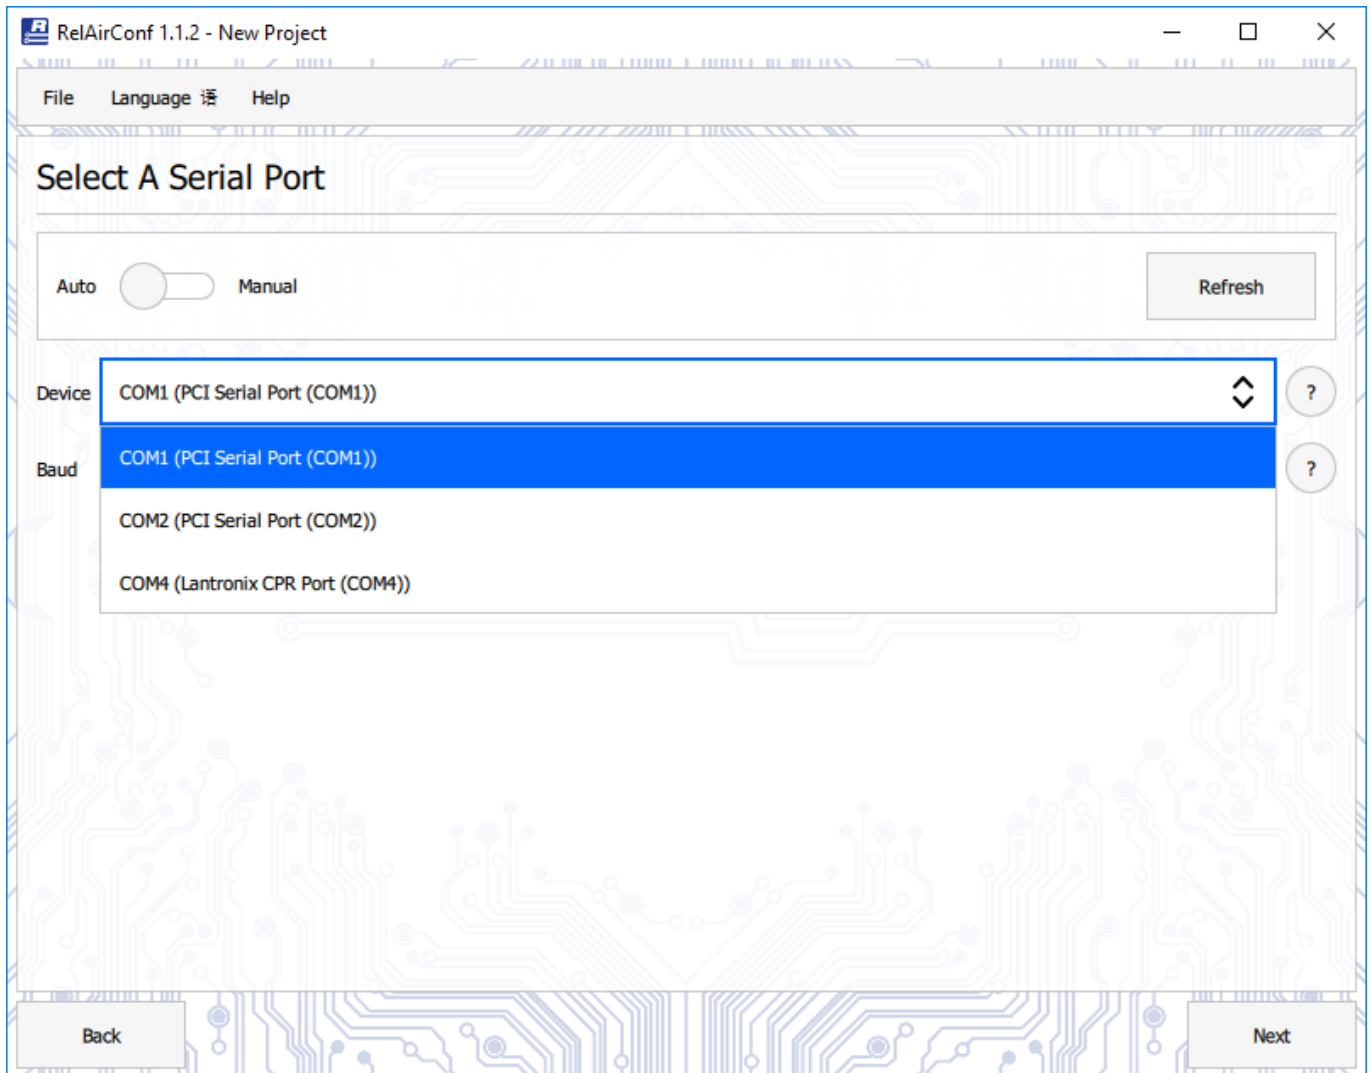 RelAirConf 1.1.2 - New Project
File Language 语 Help
Select A Serial Port
Auto Manual Refresh
Device COM1 (PCI Serial Port (COM1)) ?
Baud COM1 (PCI Serial Port (COM1)) ?
COM2 (PCI Serial Port (COM2))
COM4 (Lantronix CPR Port (COM4))
Back Next